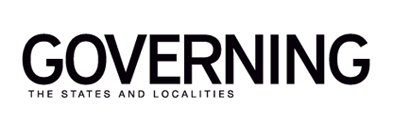 GOVERNING
THE STATES AND LOCALITIES